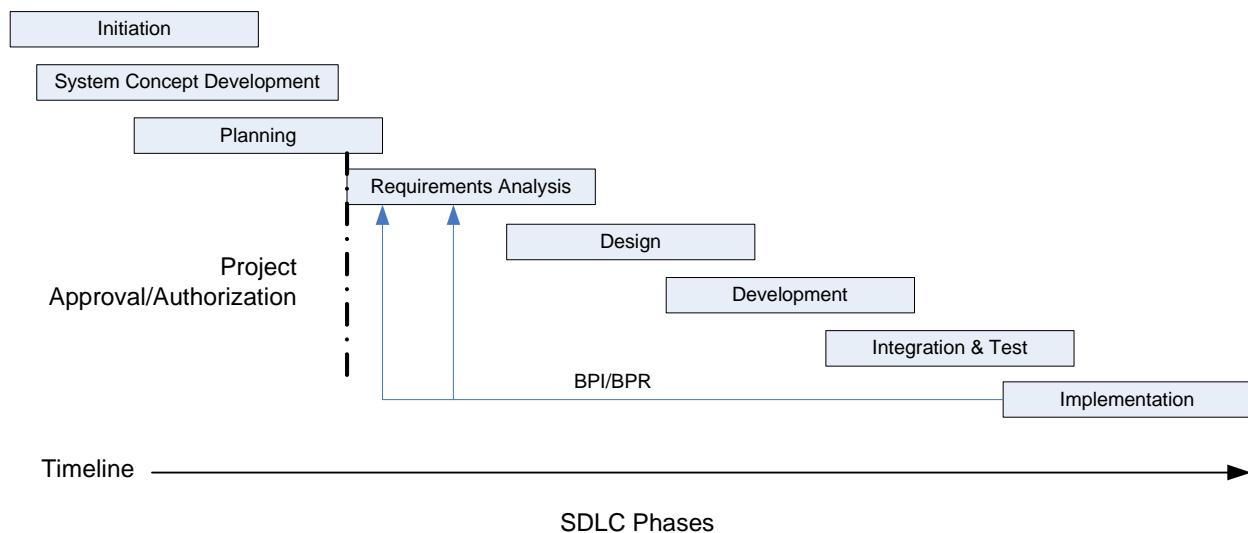 Initiation
System Concept Development
Planning
Requirements Analysis
Design
Project
Approval/Authorization
Development
Integration & Test
BPI/BPR
Implementation
Timeline
SDLC Phases